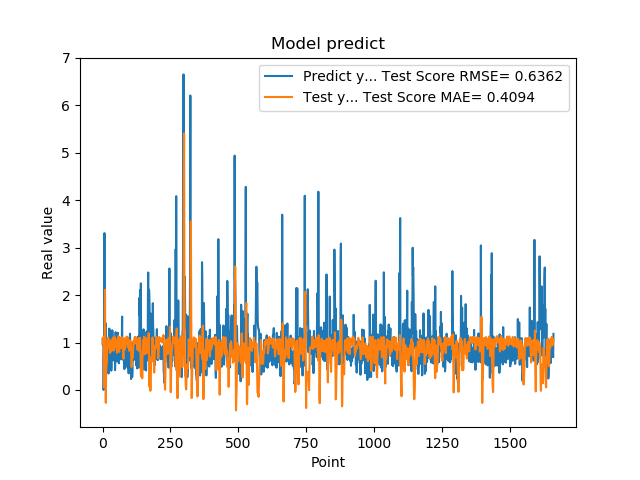 Model predict
Predict y... Test Score RMSE= 0.6362
Test y... Test Score MAE= 0.4094
Real value
7
6
5
4
3
2
1
0
0 250 500 750 1000 1250 1500
Point